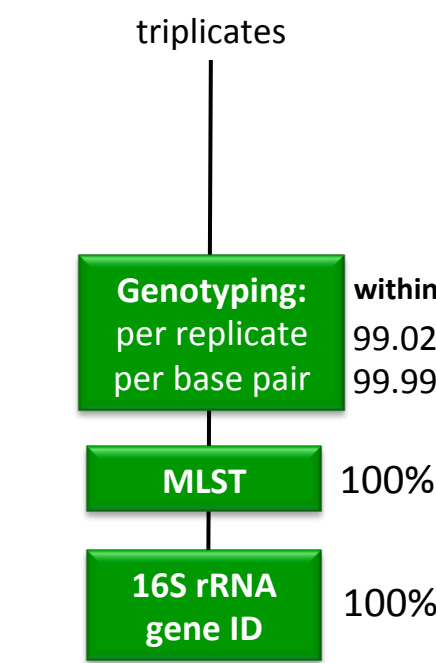 triplicates
Genotyping: within
per replicate 99.02
per base pair 99.99
MLST 100%
16S rRNA
gene ID 100%